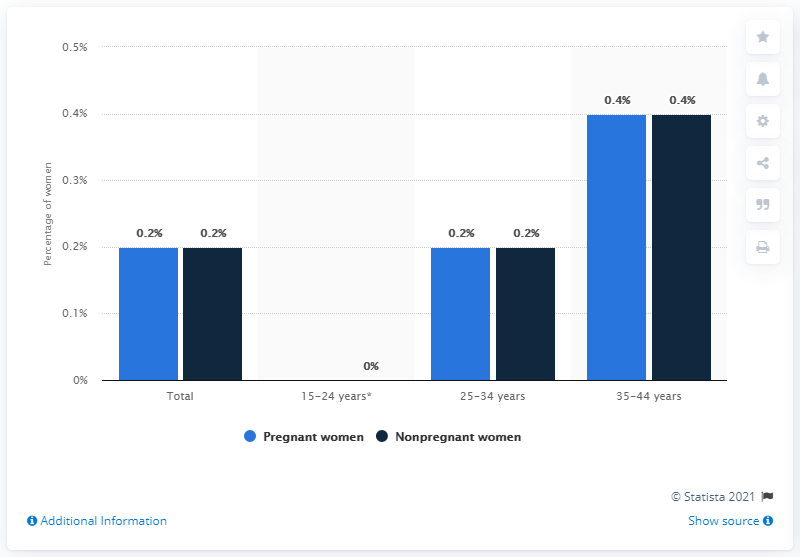 0.5%
0.4%
0.3%
0.2%
0.1%
0%
Percentage of women
0.2% 0.2%
0%
0.2% 0.2%
0.4% 0.4%
Total 15-24 years* 25-34 years 35-44 years
Pregnant women Nonpregnant women
© Statista 2021
Additional Information Show source